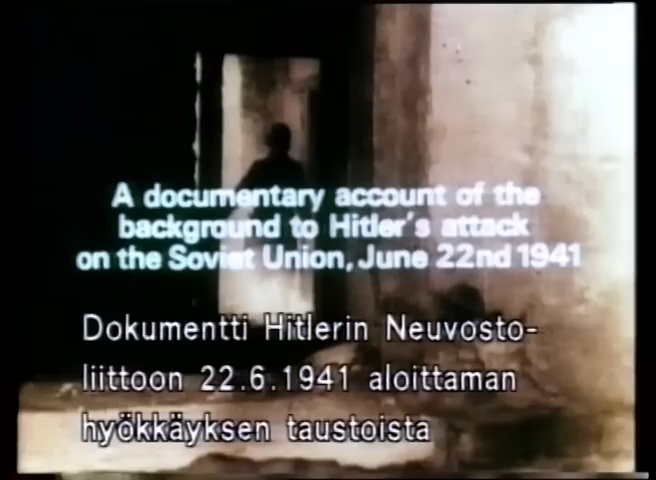 A documentary account of the
background to Hitler's attack
on the Soviet Union, June 22nd 1941
Dokumentti Hitlerin Neuvosto-
liittoon 22.6.1941 aloittaman
hyökkäyksen taustoista